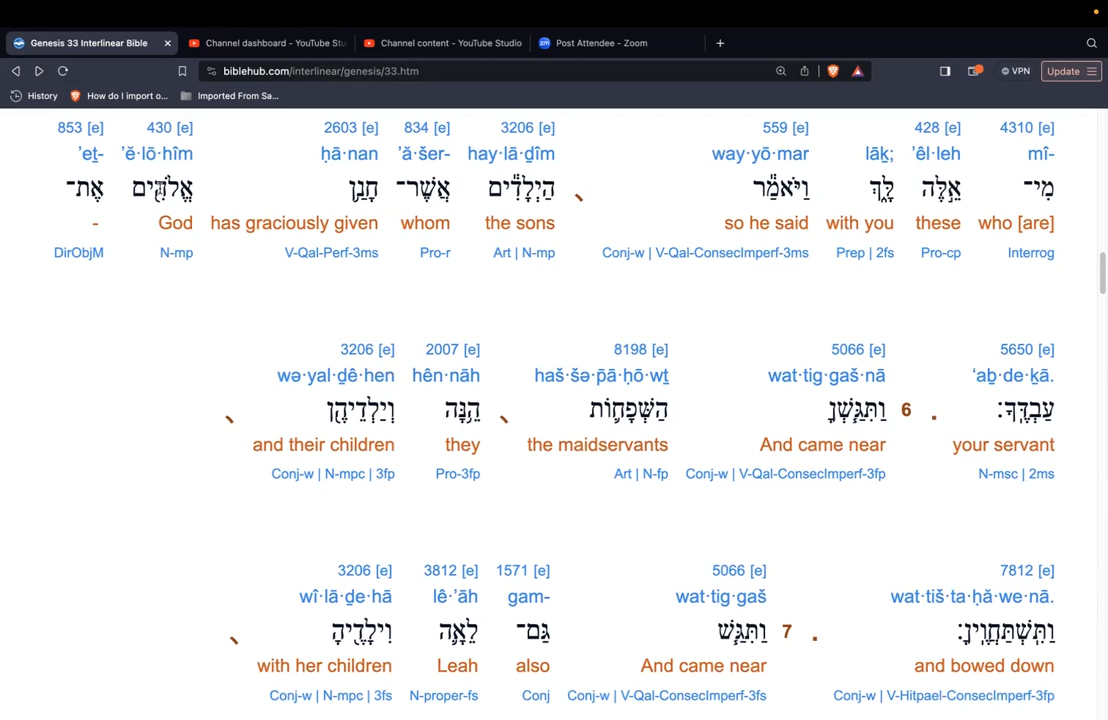 Genesis 33 Interlinear Bible
Channel dashboard - YouTube Stu
Channel content - YouTube Studio
Post Attendee - Zoom
biblehub.com/interlinear/genesis/33.htm
VPN
Update
History
How do I import o...
Imported From Sa...
4310 [e] 428 [e] 559 [e] 3206 [e] 834 [e] 2603 [e] 430 [e] 853 [e]
mî- ’êl·leh lāḵ; way·yō·mar hay·lā·ḏîm ’ă·šer- ḥā·nan ’ĕ·lō·hîm ’eṯ-
מִי־ אֵ֣לֶּה לָּ֑ךְ וַיֹּאמַ֕ר 、 הַיְלָדִ֕ים אֲשֶׁר־ חָנַ֥ן אֱלֹהִ֖ים אֶת־
who [are] these with you so he said the sons whom has graciously given God -
Interrog Pro-cp Prep | 2fs Conj-w | V-Qal-ConsecImperf-3ms Art | N-mp Pro-r V-Qal-Perf-3ms N-mp DirObjM
5650 [e] 5066 [e] 8198 [e] 2007 [e] 3206 [e]
‘aḇ·de·ḵā. wat·tig·gaš·nā haš·šə·p̄ā·ḥō·wṯ hên·nāh wə·yal·ḏê·hen
עַבְדֶּֽךָ׃ . 6 וַתִּגַּ֧שְׁןָ הַשְּׁפָח֛וֹת 、 הֵ֥נָּה וְיַלְדֵיהֶ֖ן 、
your servant And came near the maidservants they and their children
N-msc | 2ms Conj-w | V-Qal-ConsecImperf-3fp Art | N-fp Pro-3fp Conj-w | N-mpc | 3fp
7812 [e] 5066 [e] 1571 [e] 3812 [e] 3206 [e]
wat·tiš·ta·ḥă·we·nā. wat·tig·gaš gam- lê·’āh wî·lā·ḏe·hā
וַתִּֽשְׁתַּחֲוֶֽיןָ׃ . 7 וַתִּגַּ֧שׁ גַּם־ לֵאָ֛ה וִילָדֶ֖יהָ 、
and bowed down And came near also Leah with her children
Conj-w | V-Hitpael-ConsecImperf-3fp Conj-w | V-Qal-ConsecImperf-3fs Conj N-proper-fs Conj-w | N-mpc | 3fs